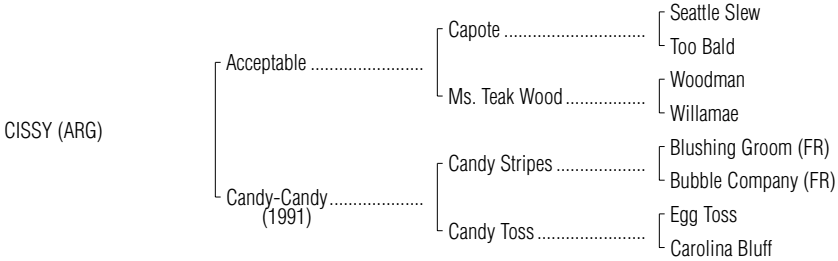 Seattle Slew
Capote ..............................
Too Bald
Acceptable ........................
Woodman
Ms. Teak Wood .................
Willamae
CISSY (ARG)
Blushing Groom (FR)
Candy Stripes ...................
Bubble Company (FR)
Candy-Candy ....................
(1991)
Egg Toss
Candy Toss .......................
Carolina Bluff